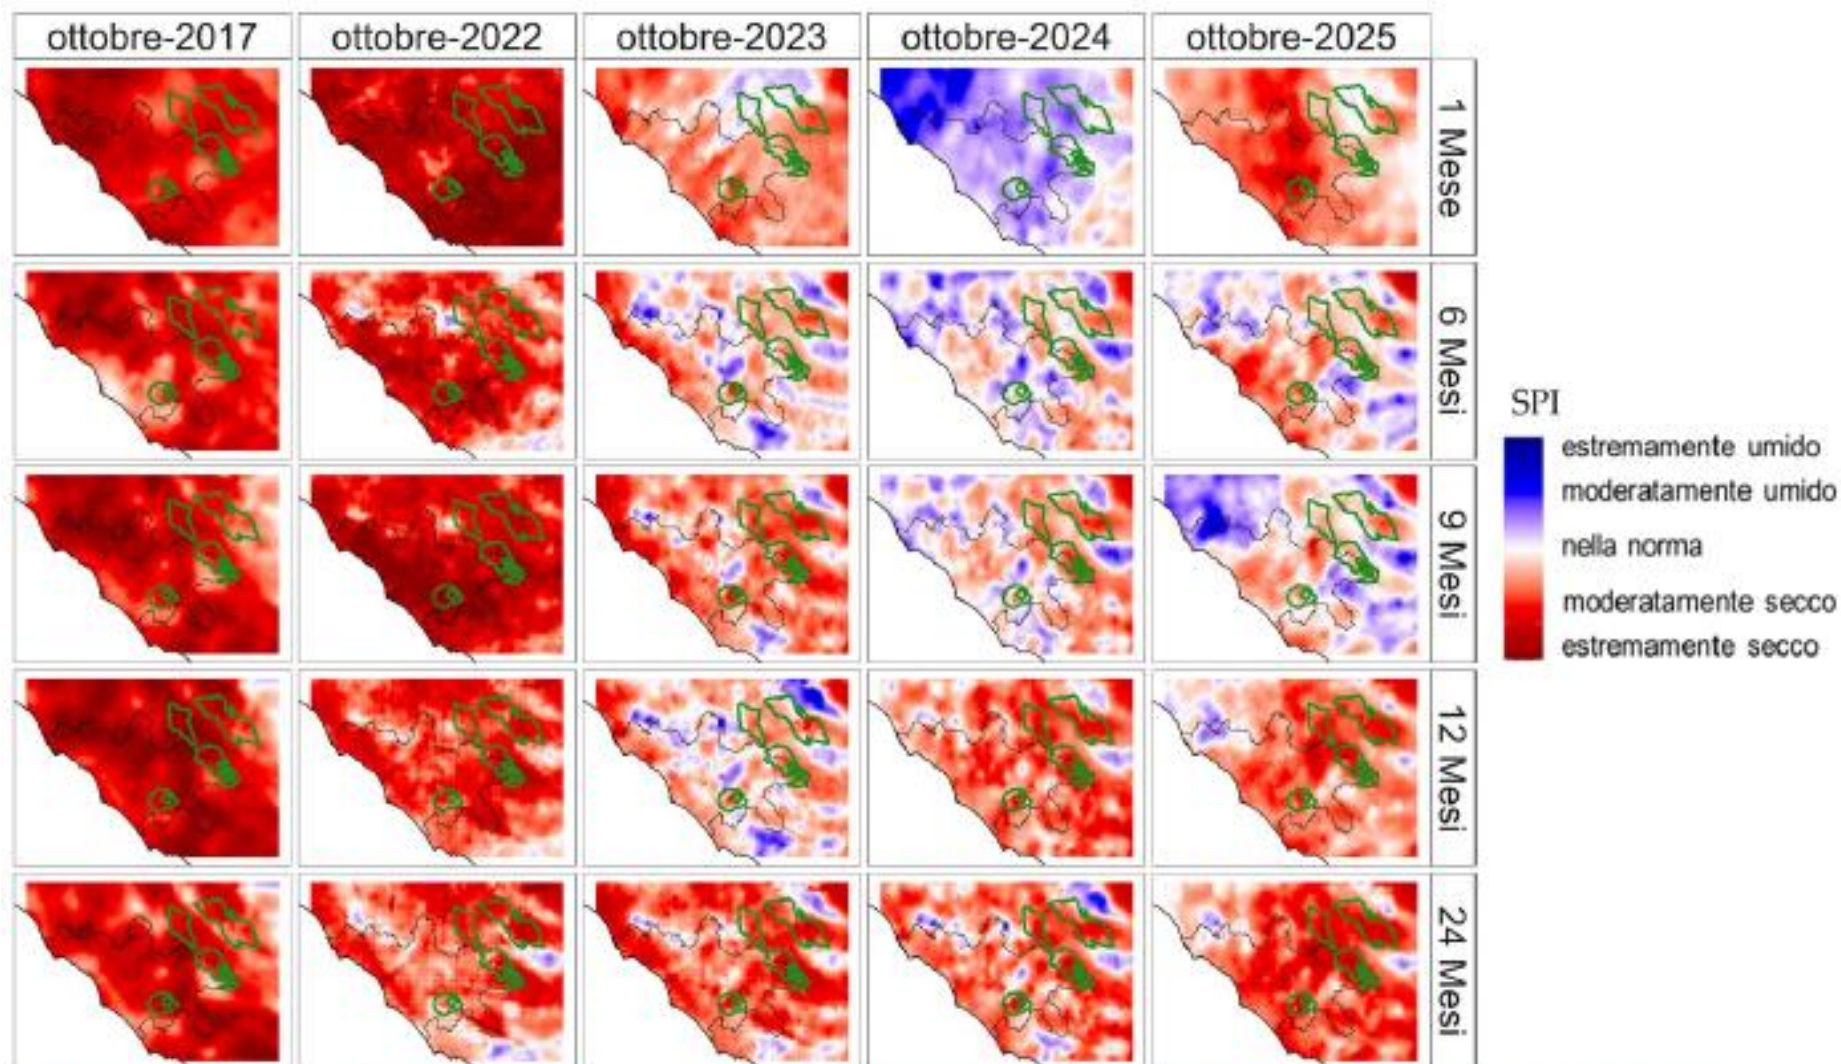 ottobre-2017 ottobre-2022 ottobre-2023 ottobre-2024 ottobre-2025
1 Mese
6 Mesi
9 Mesi
12 Mesi
24 Mesi
SPI
estremamente umido
moderatamente umido
nella norma
moderatamente secco
estremamente secco